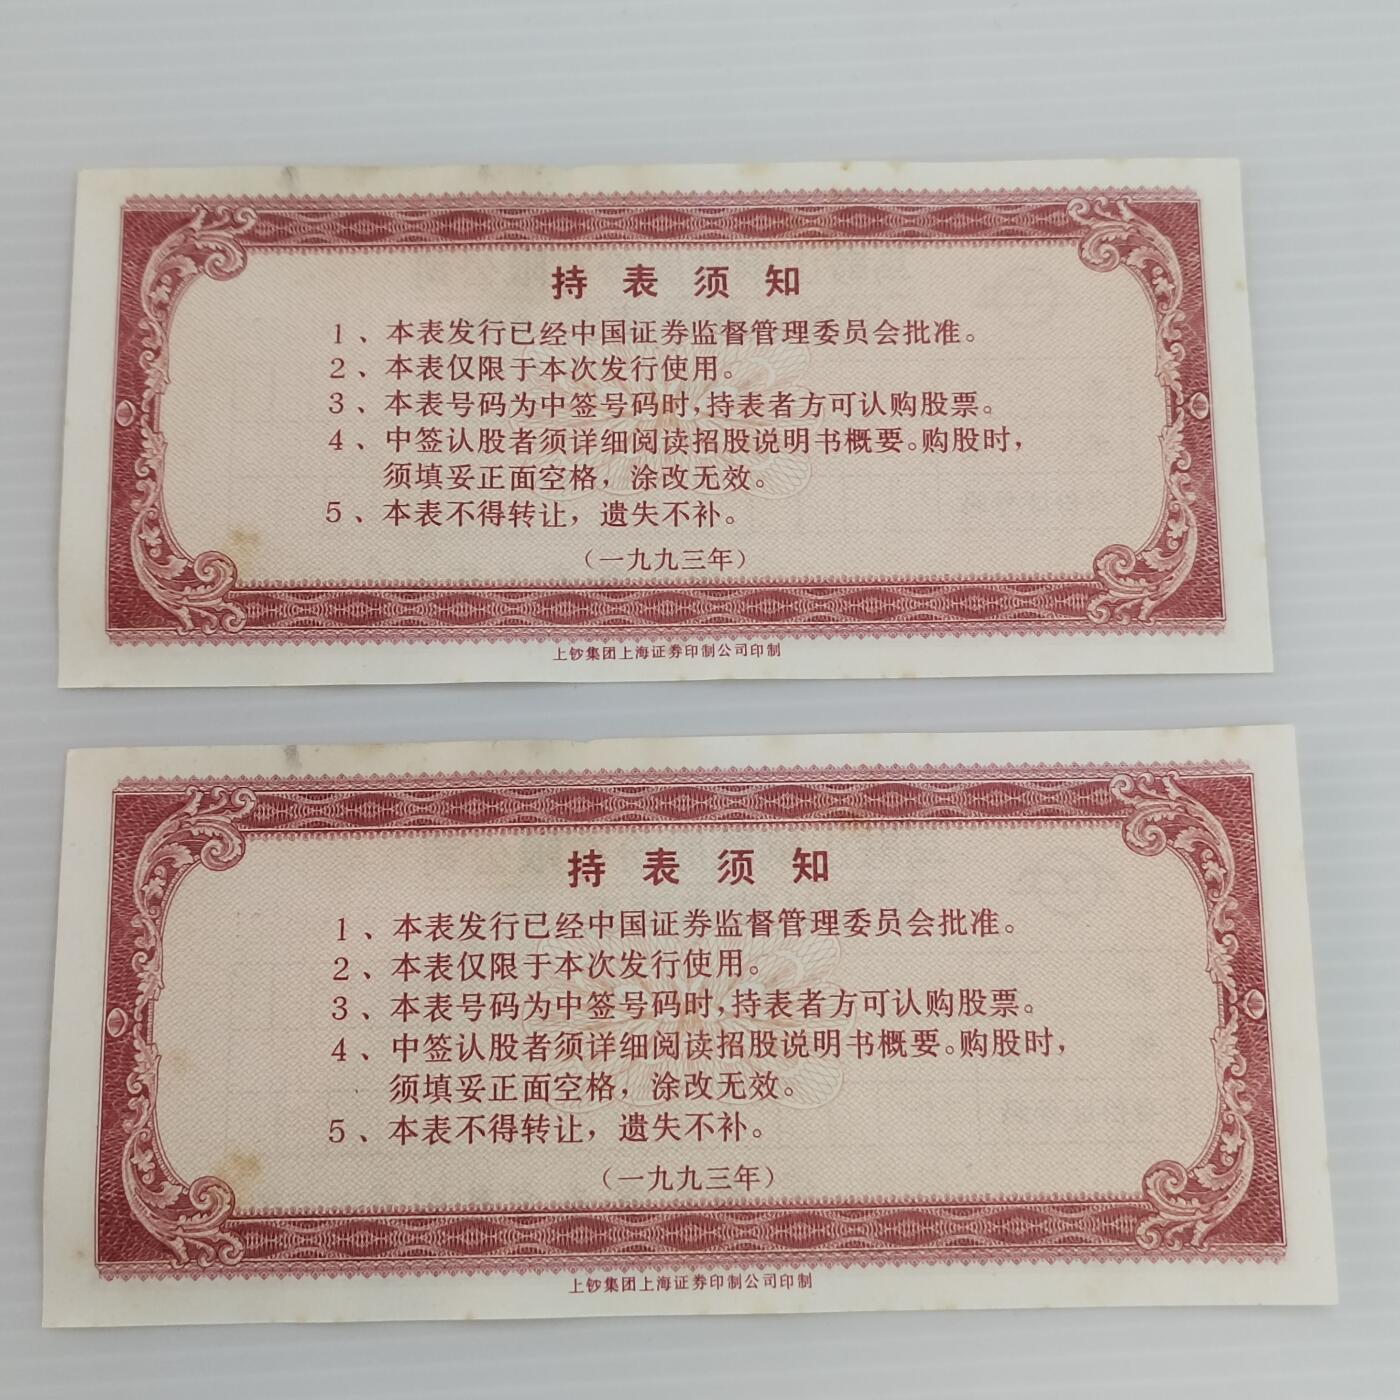 持表须知
1、本表发行已经中国证券监督管理委员会批准。
2、本表仅限于本次发行使用。
3、本表号码为中签号码时,持表者方可认购股票。
4、中签认股者须详细阅读招股说明书概要。购股时,
须填妥正面空格，涂改无效。
5、本表不得转让，遗失不补。
（一九九三年）
上钞集团上海证券印制公司印制
持表须知
1、本表发行已经中国证券监督管理委员会批准。
2、本表仅限于本次发行使用。
3、本表号码为中签号码时,持表者方可认购股票。
4、中签认股者须详细阅读招股说明书概要。购股时,
须填妥正面空格，涂改无效。
5、本表不得转让，遗失不补。
（一九九三年）
上钞集团上海证券印制公司印制